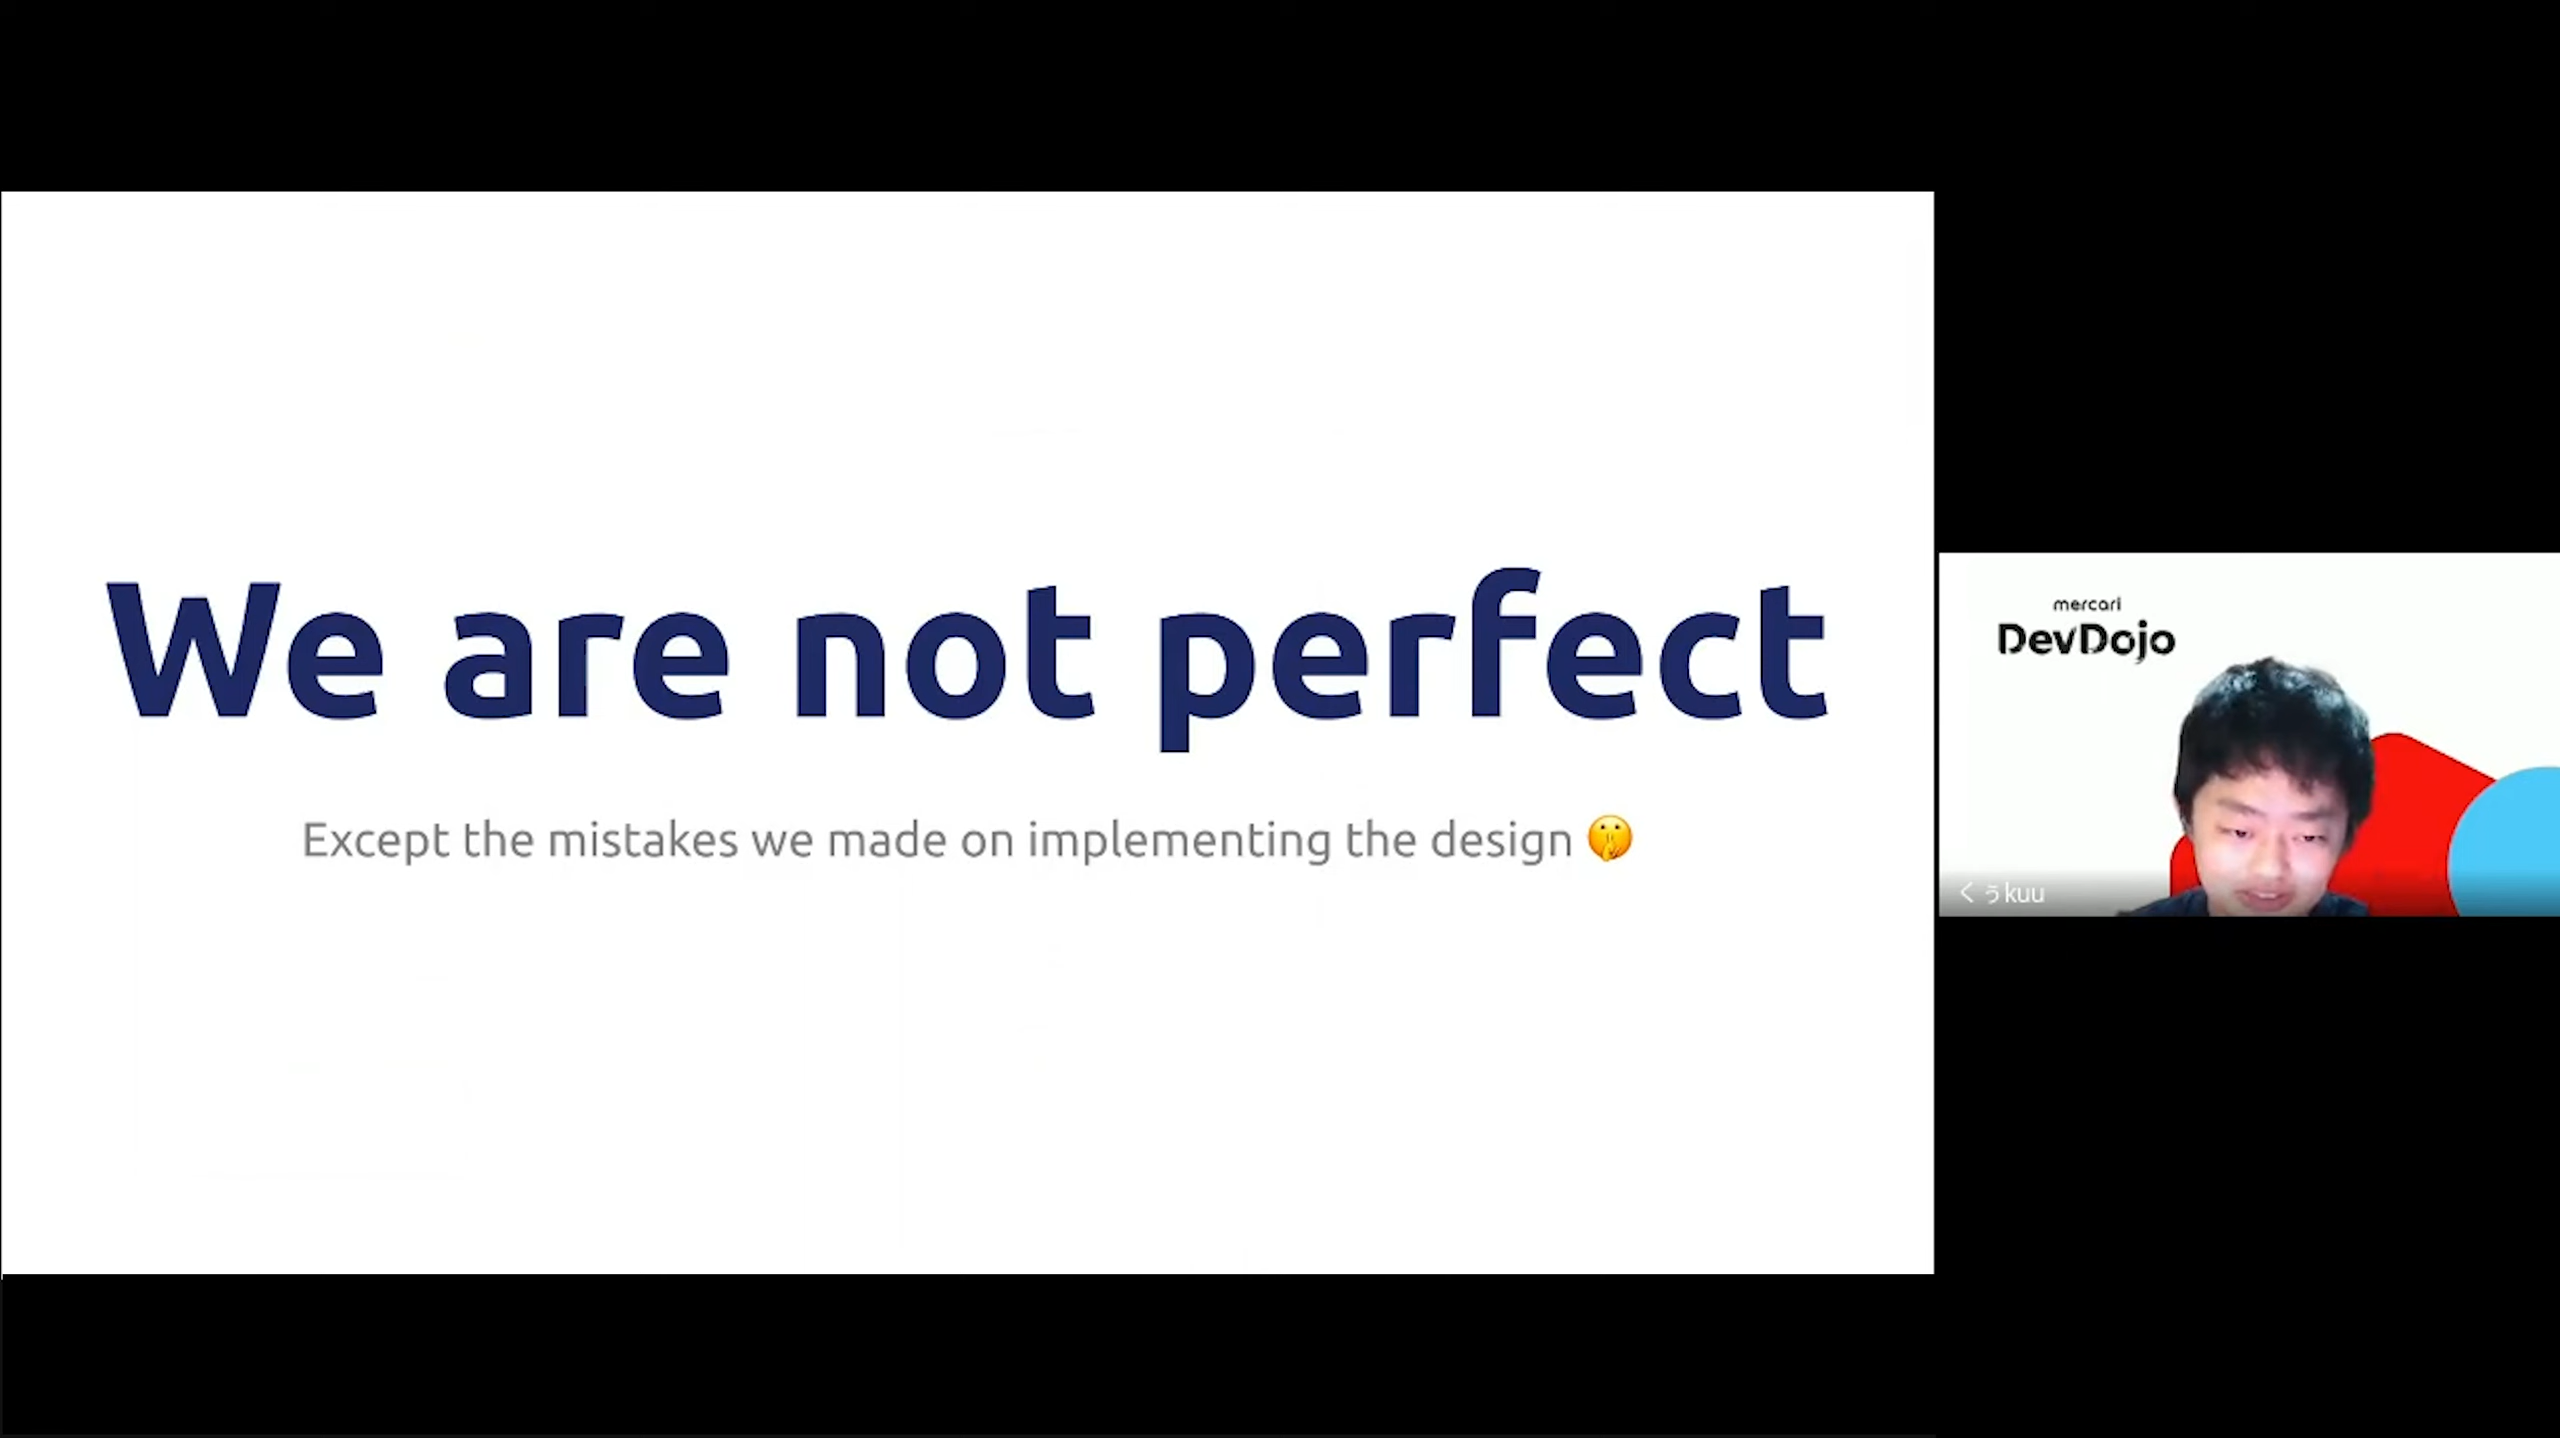 We are not perfect
Except the mistakes we made on implementing the design 🤫
mercari
DevDojo
くぅkuu